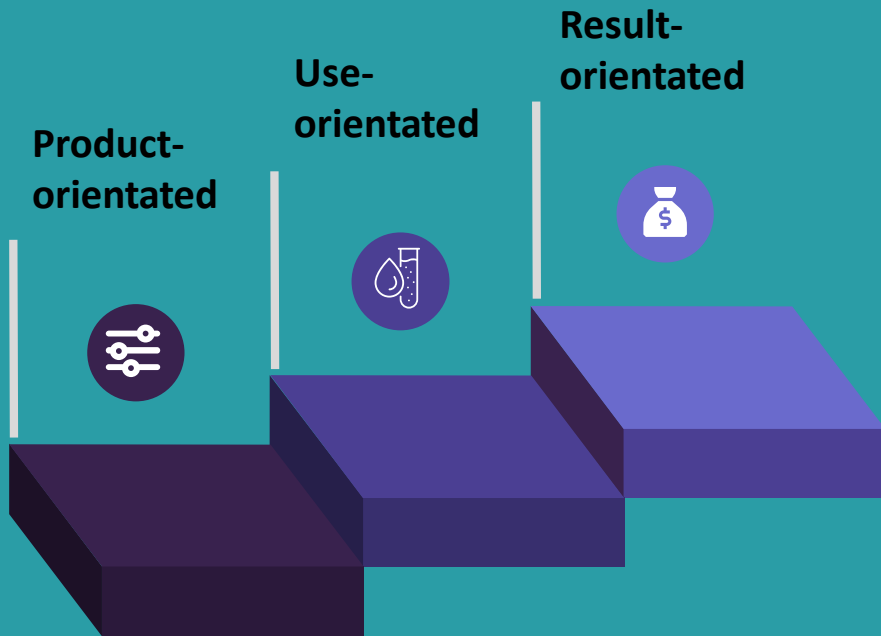 Product-
orientated
Use-
orientated
Result-
orientated
$